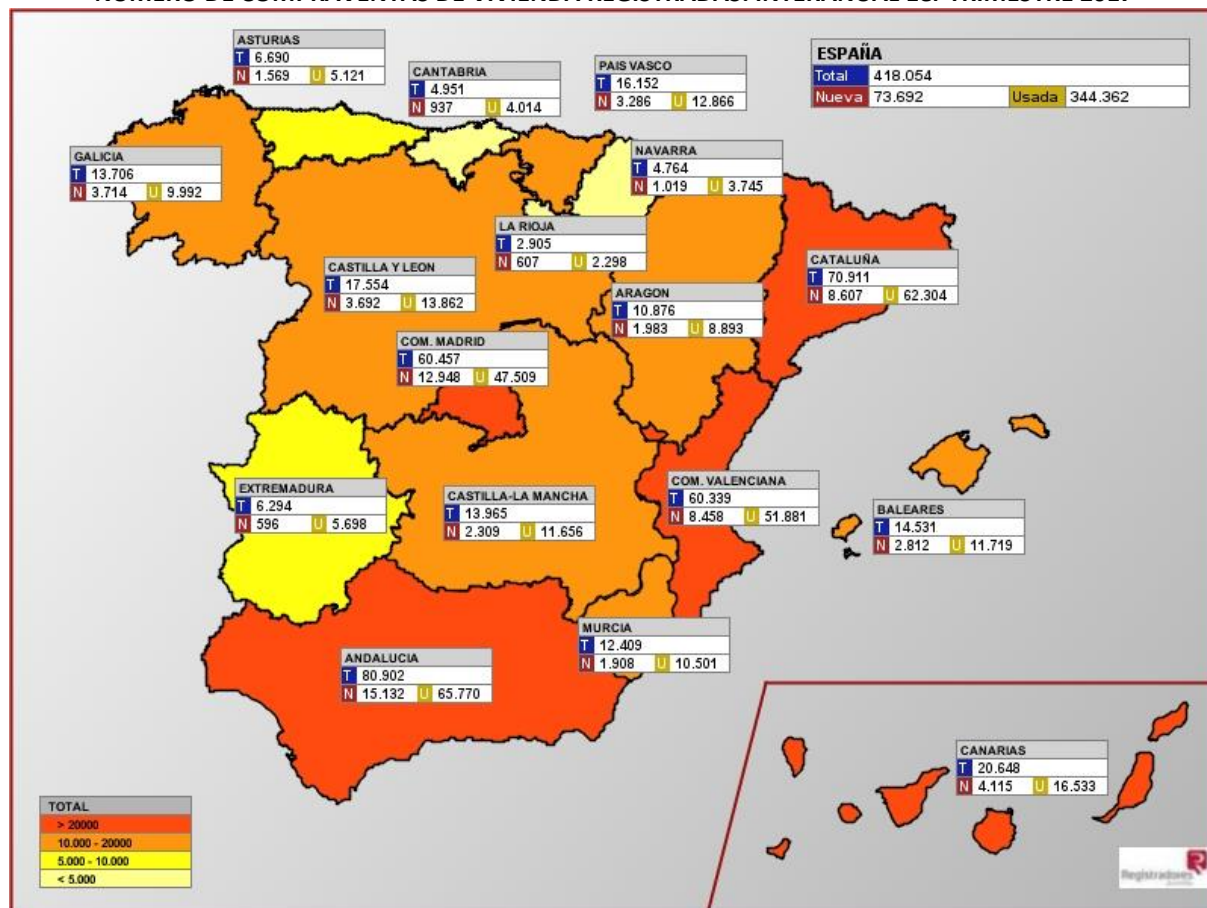 ASTURIAS
T 6.690
N 1.569 U 5.121
CANTABRIA
T 4.951
N 937 U 4.014
PAIS VASCO
T 16.152
N 3.286 U 12.866
ESPAÑA
Total 418.054
Nueva 73.692 Usada 344.362
GALICIA
T 13.706
N 3.714 U 9.992
NAVARRA
T 4.764
N 1.019 U 3.745
LA RIOJA
T 2.905
N 607 U 2.298
CASTILLA Y LEON
T 17.554
N 3.692 U 13.862
CATALUÑA
T 70.911
N 8.607 U 62.304
ARAGON
T 10.876
N 1.983 U 8.893
COM. MADRID
T 60.457
N 12.948 U 47.509
EXTREMADURA
T 6.294
N 596 U 5.698
CASTILLA-LA MANCHA
T 13.965
N 2.309 U 11.656
COM. VALENCIANA
T 60.339
N 8.458 U 51.881
BALEARES
T 14.531
N 2.812 U 11.719
MURCIA
T 12.409
N 1.908 U 10.501
ANDALUCIA
T 80.902
N 15.132 U 65.770
CANARIAS
T 20.648
N 4.115 U 16.533
TOTAL
> 20000
10.000 - 20000
5.000 - 10.000
< 5.000
Registradores